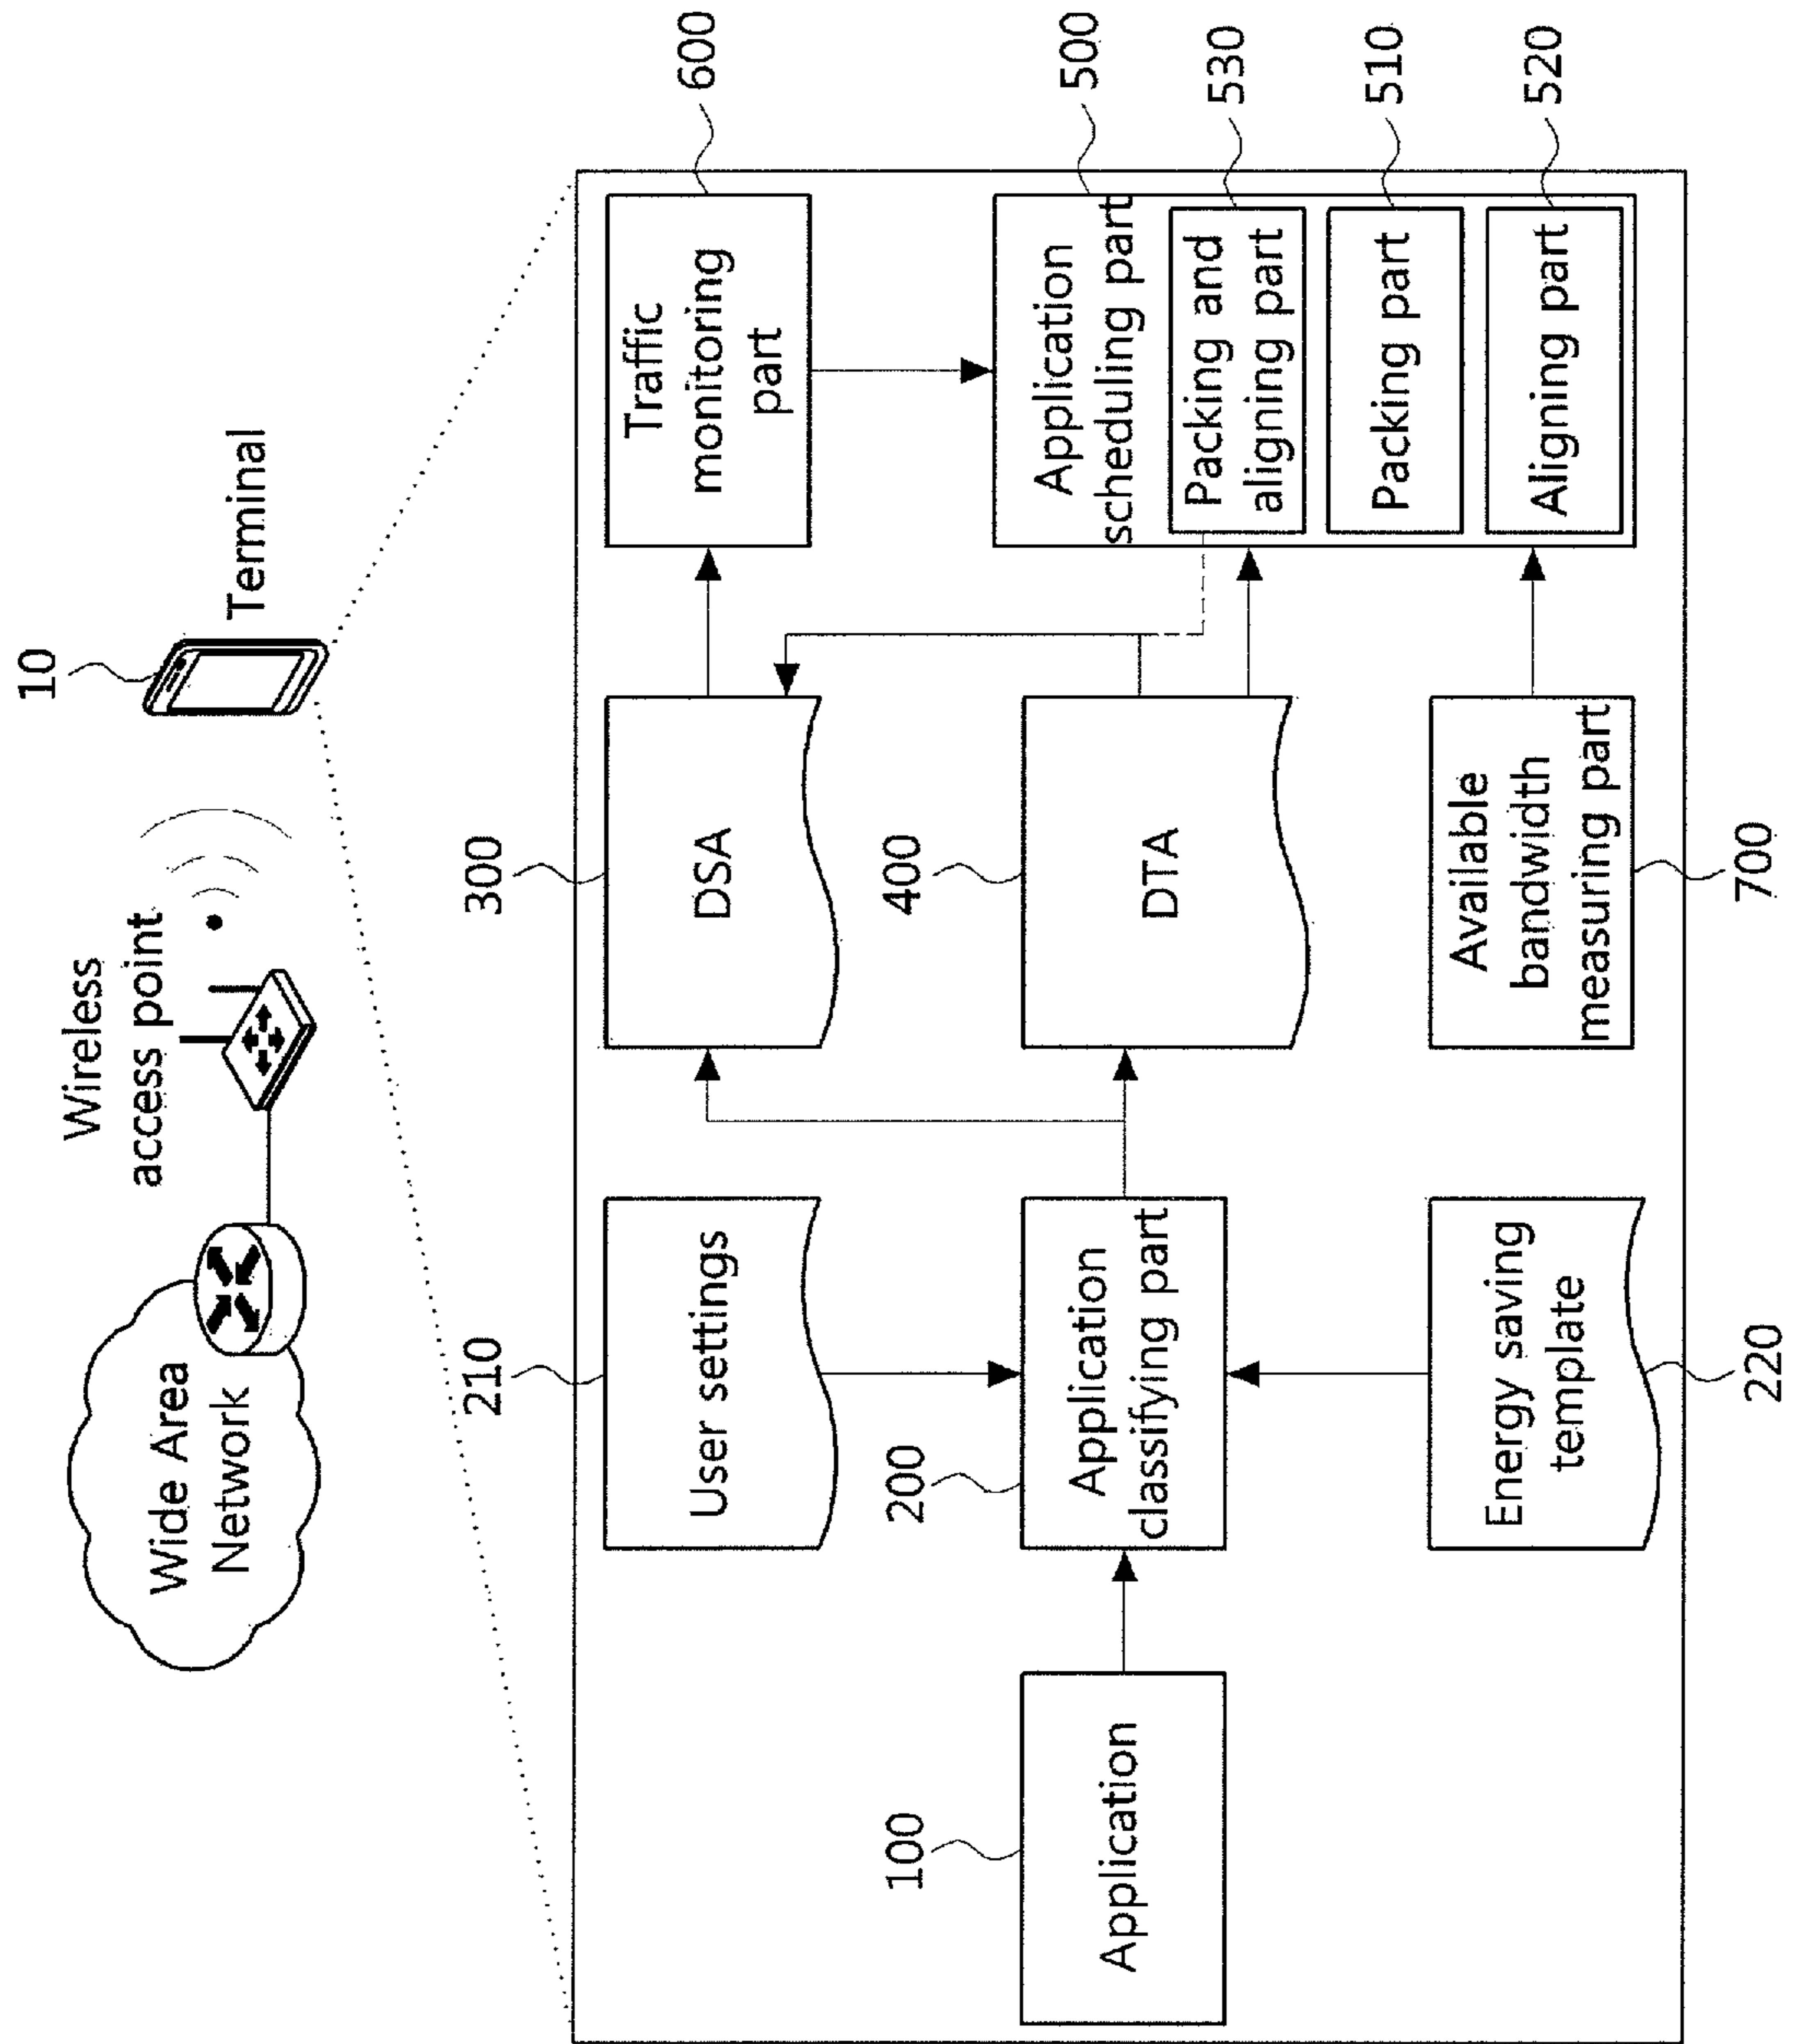 Wide Area
Network
Wireless
access point
10
Terminal
100
Application
210
User settings
200
Application
classifying part
Energy saving
template
220
300
DSA
400
DTA
Available
bandwidth
measuring part
700
Traffic
monitoring
part
600
Application
scheduling part
500
Packing and
aligning part
530
Packing part
510
Aligning part
520